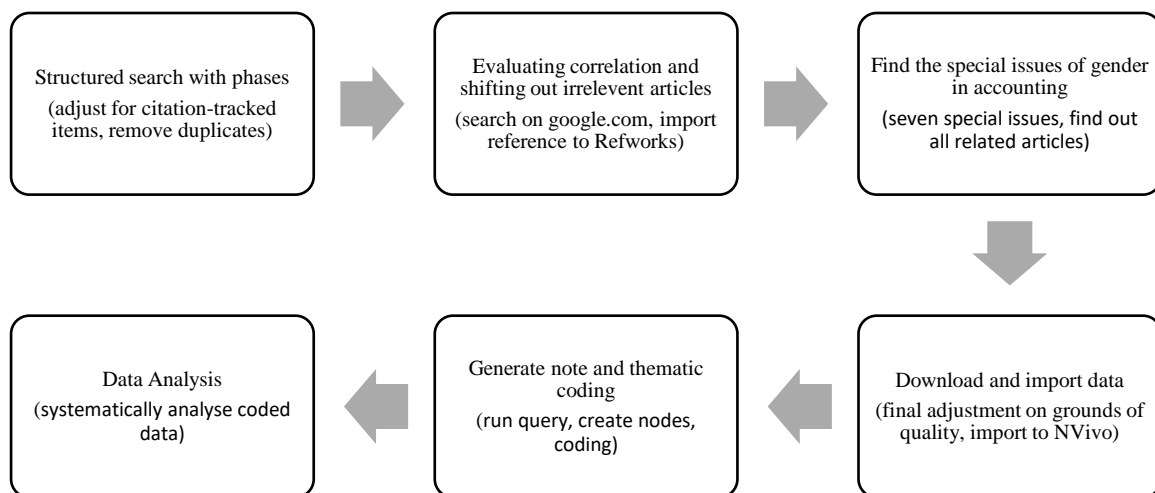 Structured search with phases
(adjust for citation-tracked
items, remove duplicates)
Evaluating correlation and
shifting out irrelevent articles
(search on google.com, import
reference to Refworks)
Find the special issues of gender
in accounting
(seven special issues, find out
all related articles)
Download and import data
(final adjustment on grounds of
quality, import to NVivo)
Generate note and thematic
coding
(run query, create nodes,
coding)
Data Analysis
(systematically analyse coded
data)